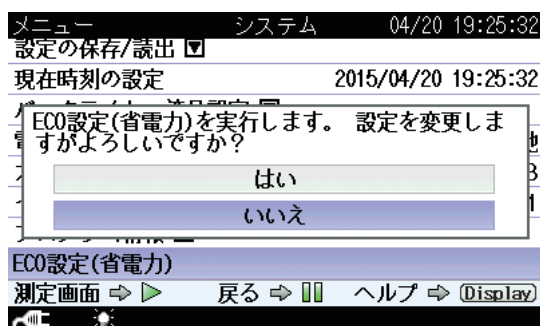 メニュー システム 04/20 19:25:32
設定の保存/読出
現在時刻の設定 2015/04/20 19:25:32
ECO設定(省電力)を実行します。 設定を変更しま
すがよろしいですか?
はい
いいえ
ECO設定(省電力)
測定画面 ⇨ ▷ 戻る ⇨ ヘルプ ⇨ Display